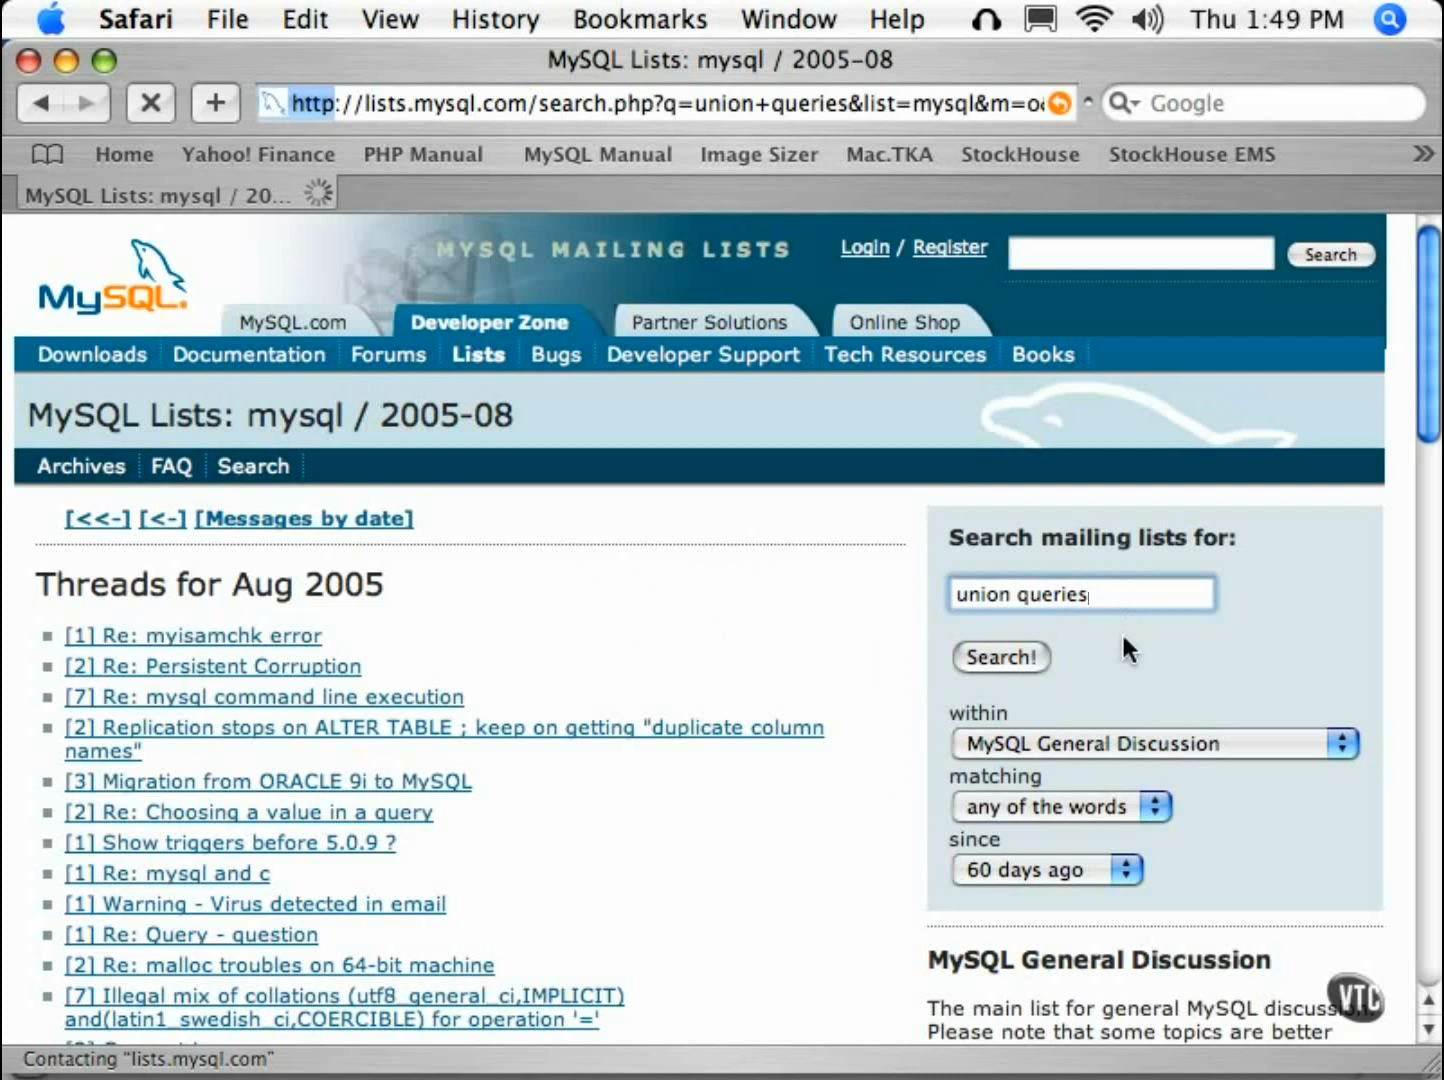 Safari File Edit View History Bookmarks Window Help Thu 1:49 PM
MySQL Lists: mysql / 2005-08
http://lists.mysql.com/search.php?q=union+queries&list=mysql&m=o
Google
Home Yahoo! Finance PHP Manual MySQL Manual Image Sizer Mac.TKA StockHouse StockHouse EMS »
MySQL Lists: mysql / 20...
MYSQL MAILING LISTS Login / Register Search
MySQL.
MySQL.com Developer Zone Partner Solutions Online Shop
Downloads Documentation Forums Lists Bugs Developer Support Tech Resources Books
MySQL Lists: mysql / 2005-08
Archives FAQ Search
[<<-] [<-] [Messages by date]
Threads for Aug 2005
[1] Re: myisamchk error
[2] Re: Persistent Corruption
[7] Re: mysql command line execution
[2] Replication stops on ALTER TABLE ; keep on getting "duplicate column
names"
[3] Migration from ORACLE 9i to MySQL
[2] Re: Choosing a value in a query
[1] Show triggers before 5.0.9 ?
[1] Re: mysql and c
[1] Warning - Virus detected in email
[1] Re: Query - question
[2] Re: malloc troubles on 64-bit machine
[7] Illegal mix of collations (utf8_general_ci,IMPLICIT)
and(latin1_swedish_ci,COERCIBLE) for operation '='
Search mailing lists for:
union queries
Search!
within
MySQL General Discussion
matching
any of the words
since
60 days ago
MySQL General Discussion
The main list for general MySQL discussion.
Please note that some topics are better
VTC
Contacting "lists.mysql.com"